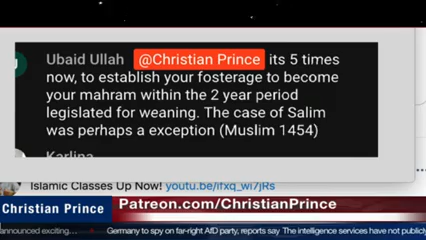 Ubaid Ullah @Christian Prince its 5 times
now, to establish your fosterage to become
your mahram within the 2 year period
legislated for weaning. The case of Salim
was perhaps a exception (Muslim 1454)
Karlina
Islamic Classes Up Now! youtu.be/ifxq_wi7jRs
Christian Prince
Patreon.com/ChristianPrince
announced exciting...
Germany to spy on far-right AfD party, reports say The intelligence services have not publicly